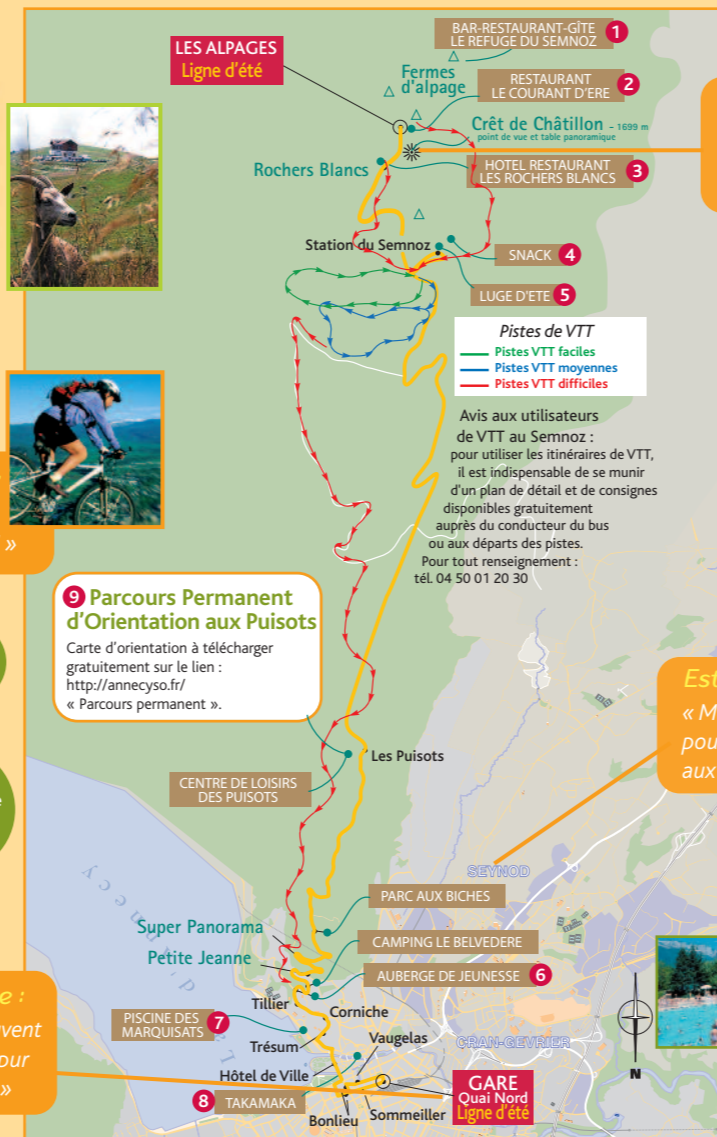 BAR-RESTAURANT-GÎTE
LE REFUGE DU SEMNOZ
1
LES ALPAGES
Ligne d'été
Fermes
d'alpage
RESTAURANT
LE COURANT D'ERE
2
Crêt de Châtillon - 1699 m
point de vue et table panoramique
Rochers Blancs
HOTEL RESTAURANT
LES ROCHERS BLANCS
3
Station du Semnoz
SNACK 4
LUGE D'ETE 5
Pistes de VTT
Pistes VTT faciles
Pistes VTT moyennes
Pistes VTT difficiles
Avis aux utilisateurs
de VTT au Semnoz :
pour utiliser les itinéraires de VTT,
il est indispensable de se munir
d'un plan de détail et de consignes
disponibles gratuitement
auprès du conducteur du bus
ou aux départs des pistes.
Pour tout renseignement :
tél. 04 50 01 20 30
»
9 Parcours Permanent
d'Orientation aux Puisots
Carte d'orientation à télécharger
gratuitement sur le lien :
http://annecyso.fr/
« Parcours permanent ».
Est
« M
pou
aux
Les Puisots
CENTRE DE LOISIRS
DES PUISOTS
e
SEYNOD
d'Annecy
PARC AUX BICHES
Super Panorama
CAMPING LE BELVEDERE
Petite Jeanne
AUBERGE DE JEUNESSE 6
Tillier
Corniche
PISCINE DES
MARQUISATS
7
Trésum
Vaugelas
CRAN-GEVRIER
e :
uvent
our
»
Hôtel de Ville
8 TAKAMAKA
Bonlieu
Sommeiller
GARE
Quai Nord
Ligne d'été
N